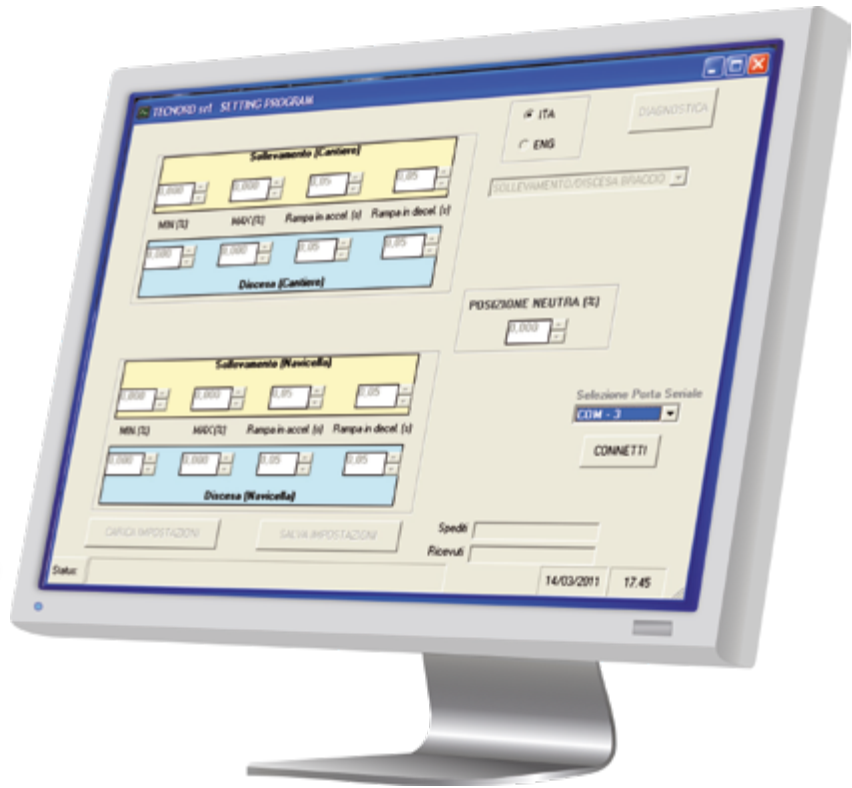 TECNORD srl SETTING PROGRAM
ITA
ENG
DIAGNOSTICA
SOLLEVAMENTO/DISCESA BRACCIO
Sollevamento (Cantiere)
0,000 0,000 0,05 0,05
MIN (%) MAX (%) Rampa in accel. (s) Rampa in decel. (s)
0,000 0,000 0,05 0,05
Discesa (Cantiere)
POSIZIONE NEUTRA (%)
0,000
Sollevamento (Navicella)
0,000 0,000 0,05 0,05
MIN (%) MAX (%) Rampa in accel. (s) Rampa in decel. (s)
0,000 0,000 0,05 0,05
Discesa (Navicella)
Selezione Porta Seriale
COM - 3
CONNETTI
CARICA IMPOSTAZIONI SALVA IMPOSTAZIONI
Spediti
Ricevuti
Status:
14/03/2011 17.45